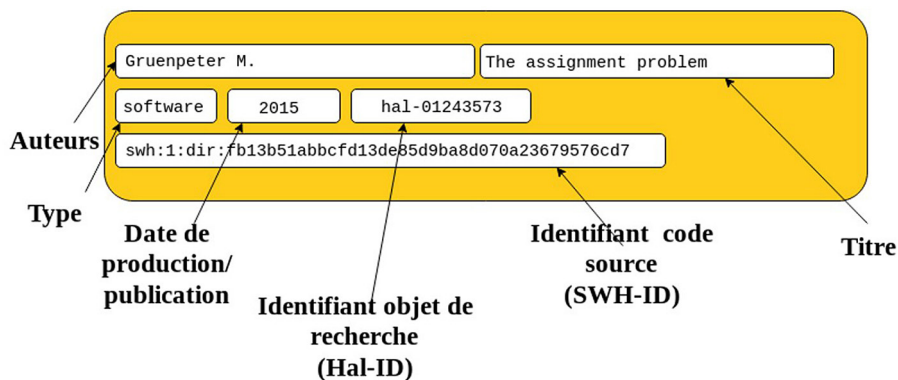 Gruenpeter M.
The assignment problem
software
2015
hal-01243573
swh:1:dir:fb13b51abbcfd13de85d9ba8d070a23679576cd7
Auteurs
Type
Date de
production/
publication
Identifiant objet de
recherche
(Hal-ID)
Identifiant code
source
(SWH-ID)
Titre